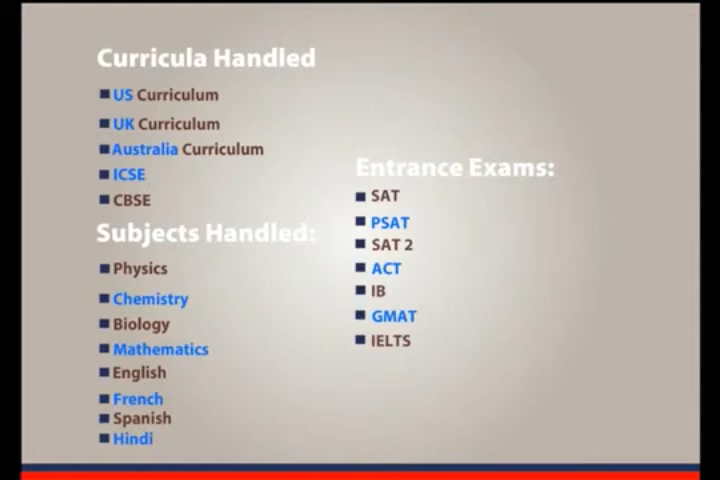 Curricula Handled
US Curriculum
UK Curriculum
Australia Curriculum
ICSE
CBSE
Subjects Handled:
Physics
Chemistry
Biology
Mathematics
English
French
Spanish
Hindi
Entrance Exams:
SAT
PSAT
SAT 2
ACT
IB
GMAT
IELTS